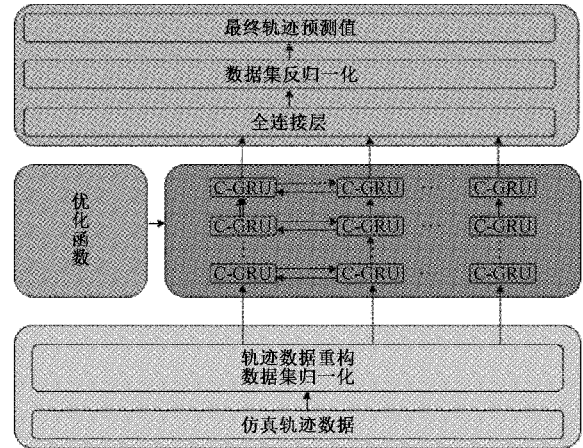 最终轨迹预测值
数据集反归一化
全连接层
优化函数
C-GRU C-GRU … C-GRU
C-GRU C-GRU … C-GRU
C-GRU C-GRU … C-GRU
轨迹数据重构
数据集归一化
仿真轨迹数据